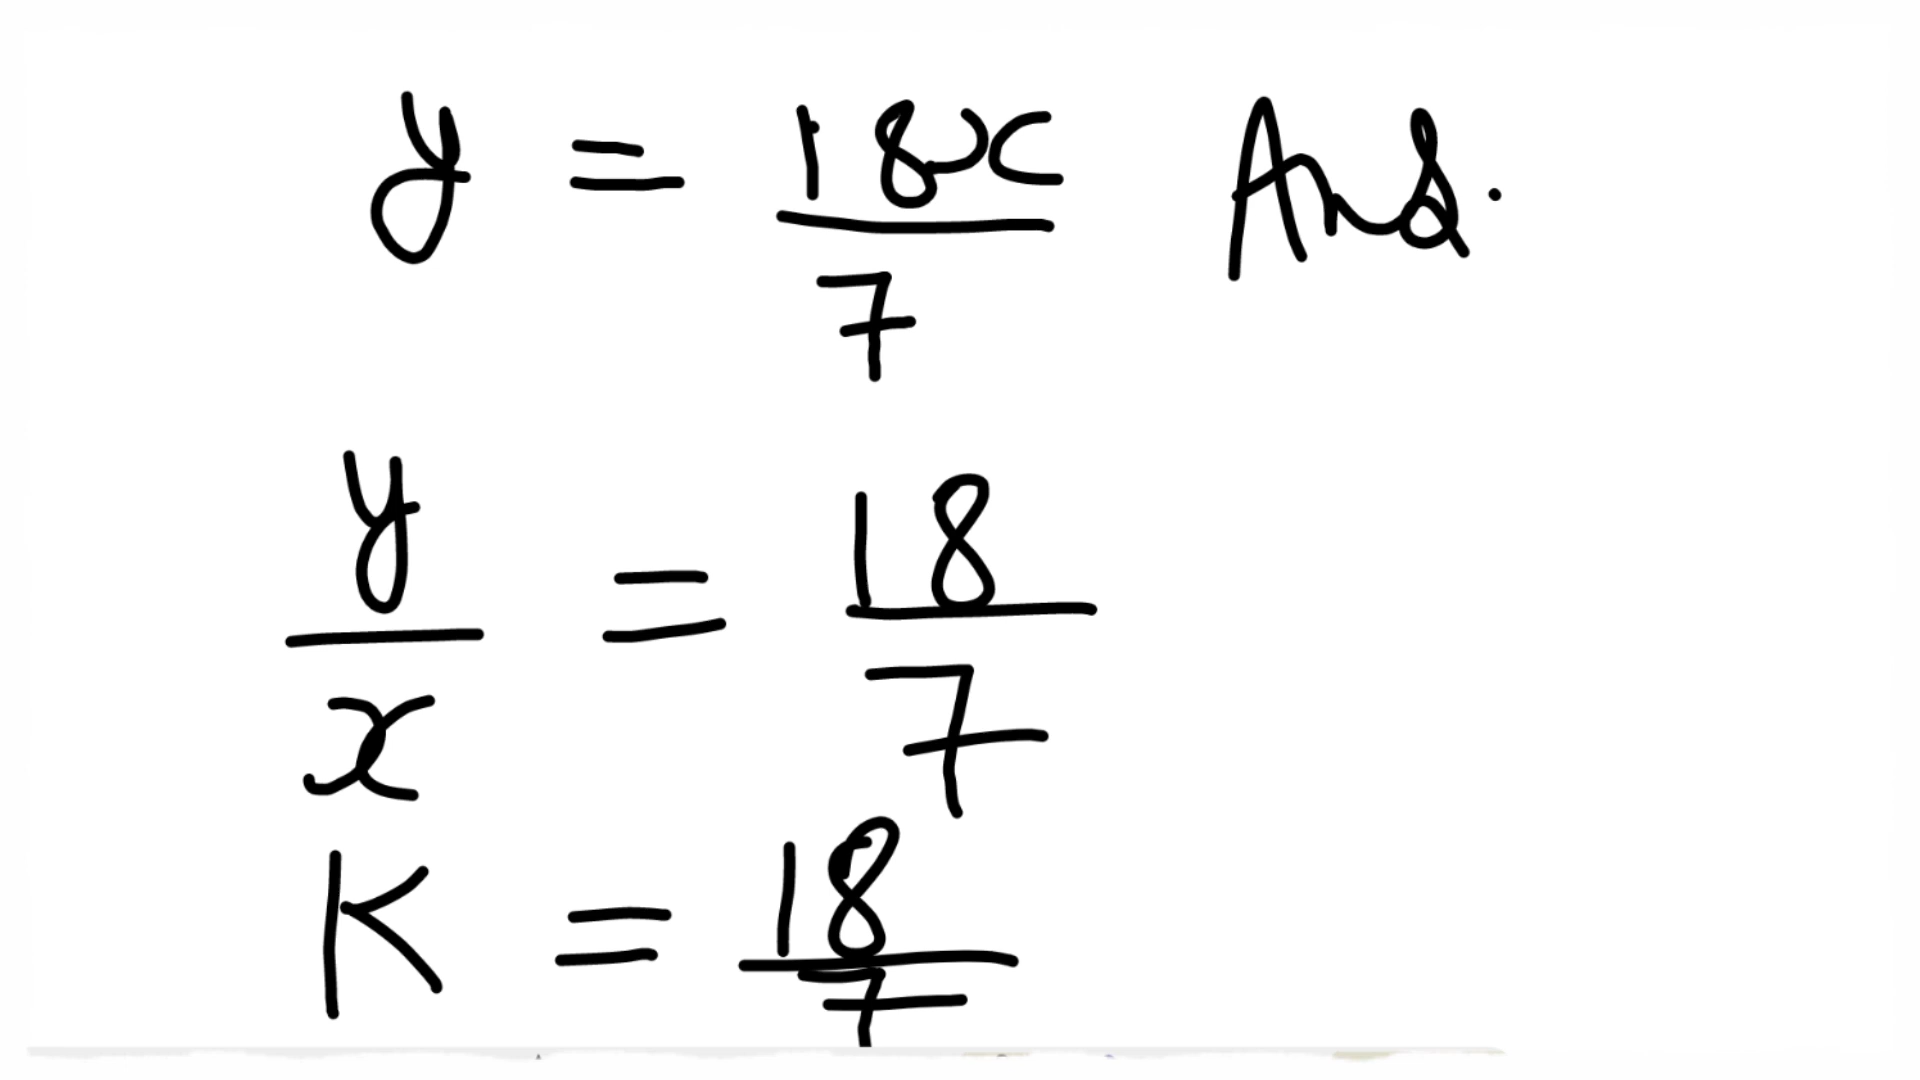 y = 18x/7 Ans.
y/x = 18/7
K = 18/7